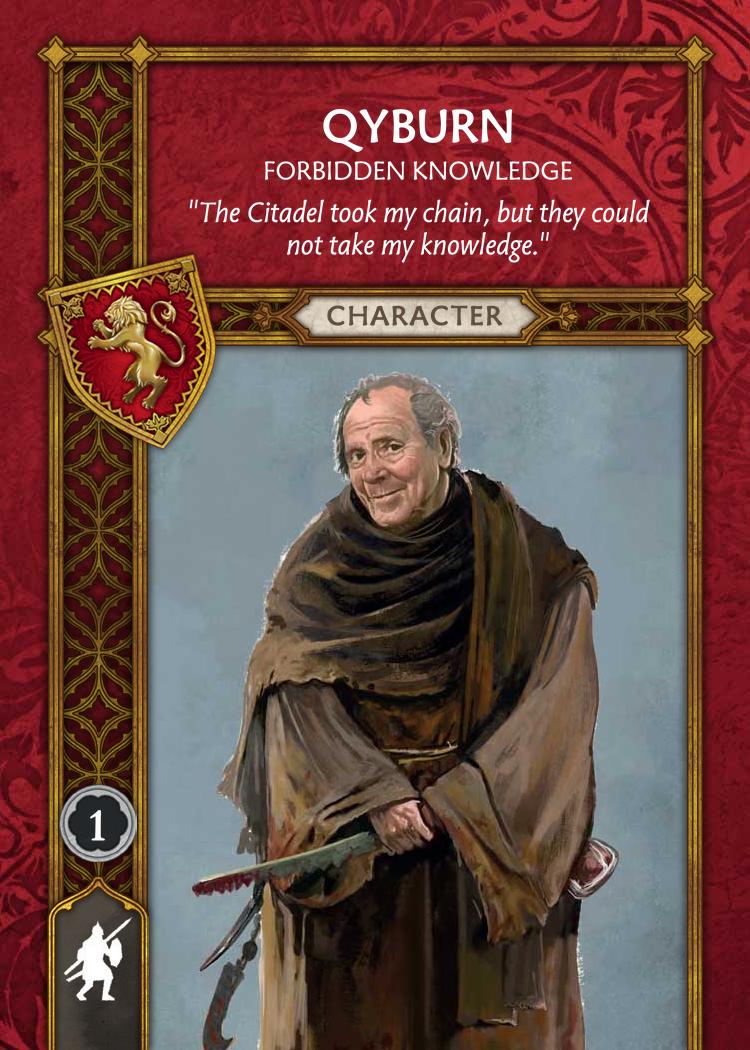 QYBURN
FORBIDDEN KNOWLEDGE
"The Citadel took my chain, but they could
not take my knowledge."
CHARACTER
1